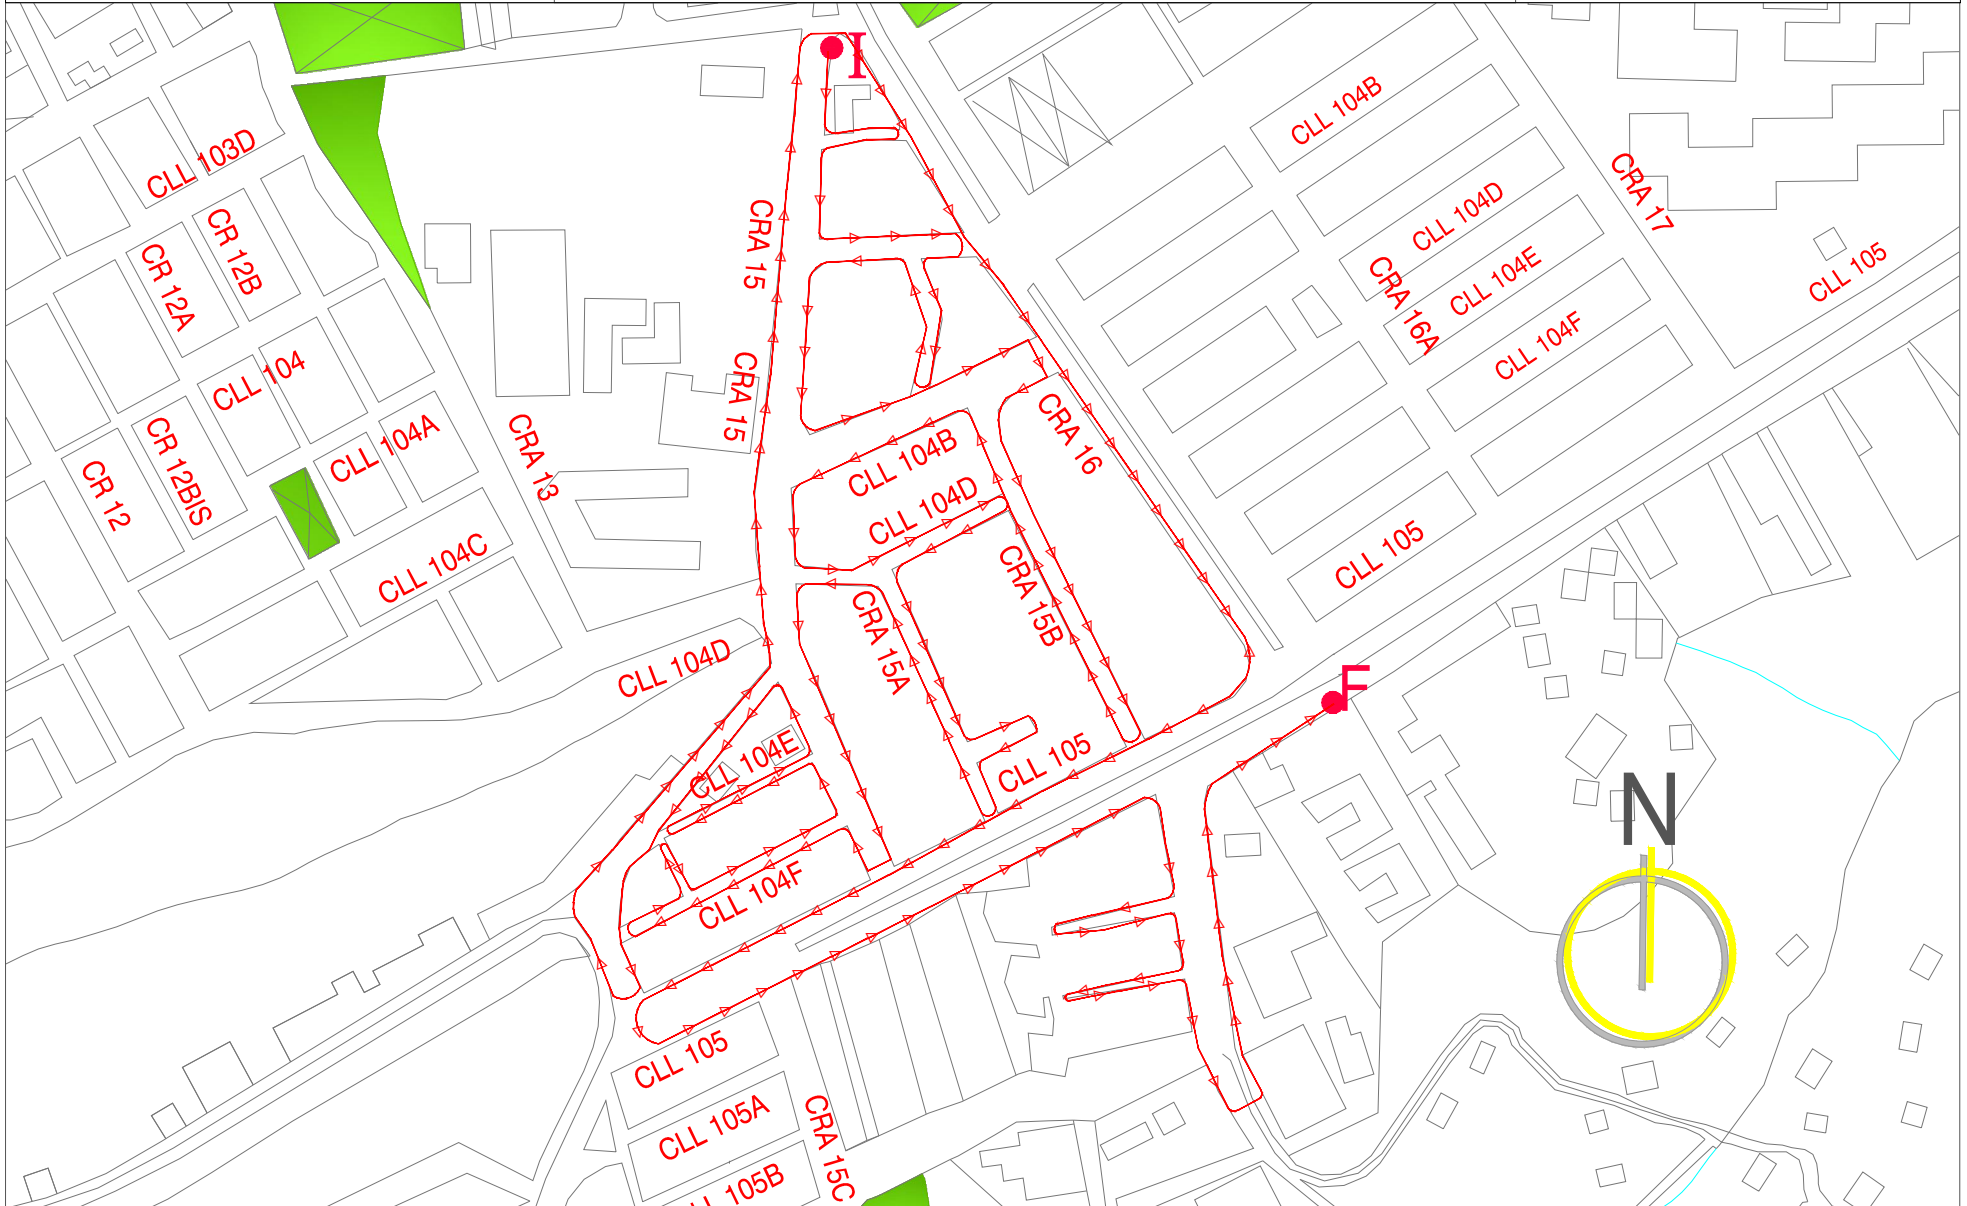 I
CLL 104B
CLL 103D
CRA 17
CLL 104D
CR 12B
CRA 15
CR 12A
CLL 104E
CLL 105
CRA 16A
CLL 104F
CLL 104
CRA 15
CLL 104A
CRA 16
CR 12BIS
CRA 13
CLL 104B
CR 12
CLL 104D
CLL 104C
CLL 105
CRA 15B
CRA 15A
CLL 104D
F
CLL 104E
CLL 105
N
CLL 104F
CLL 105
CLL 105A
CRA 15C
LL 105B